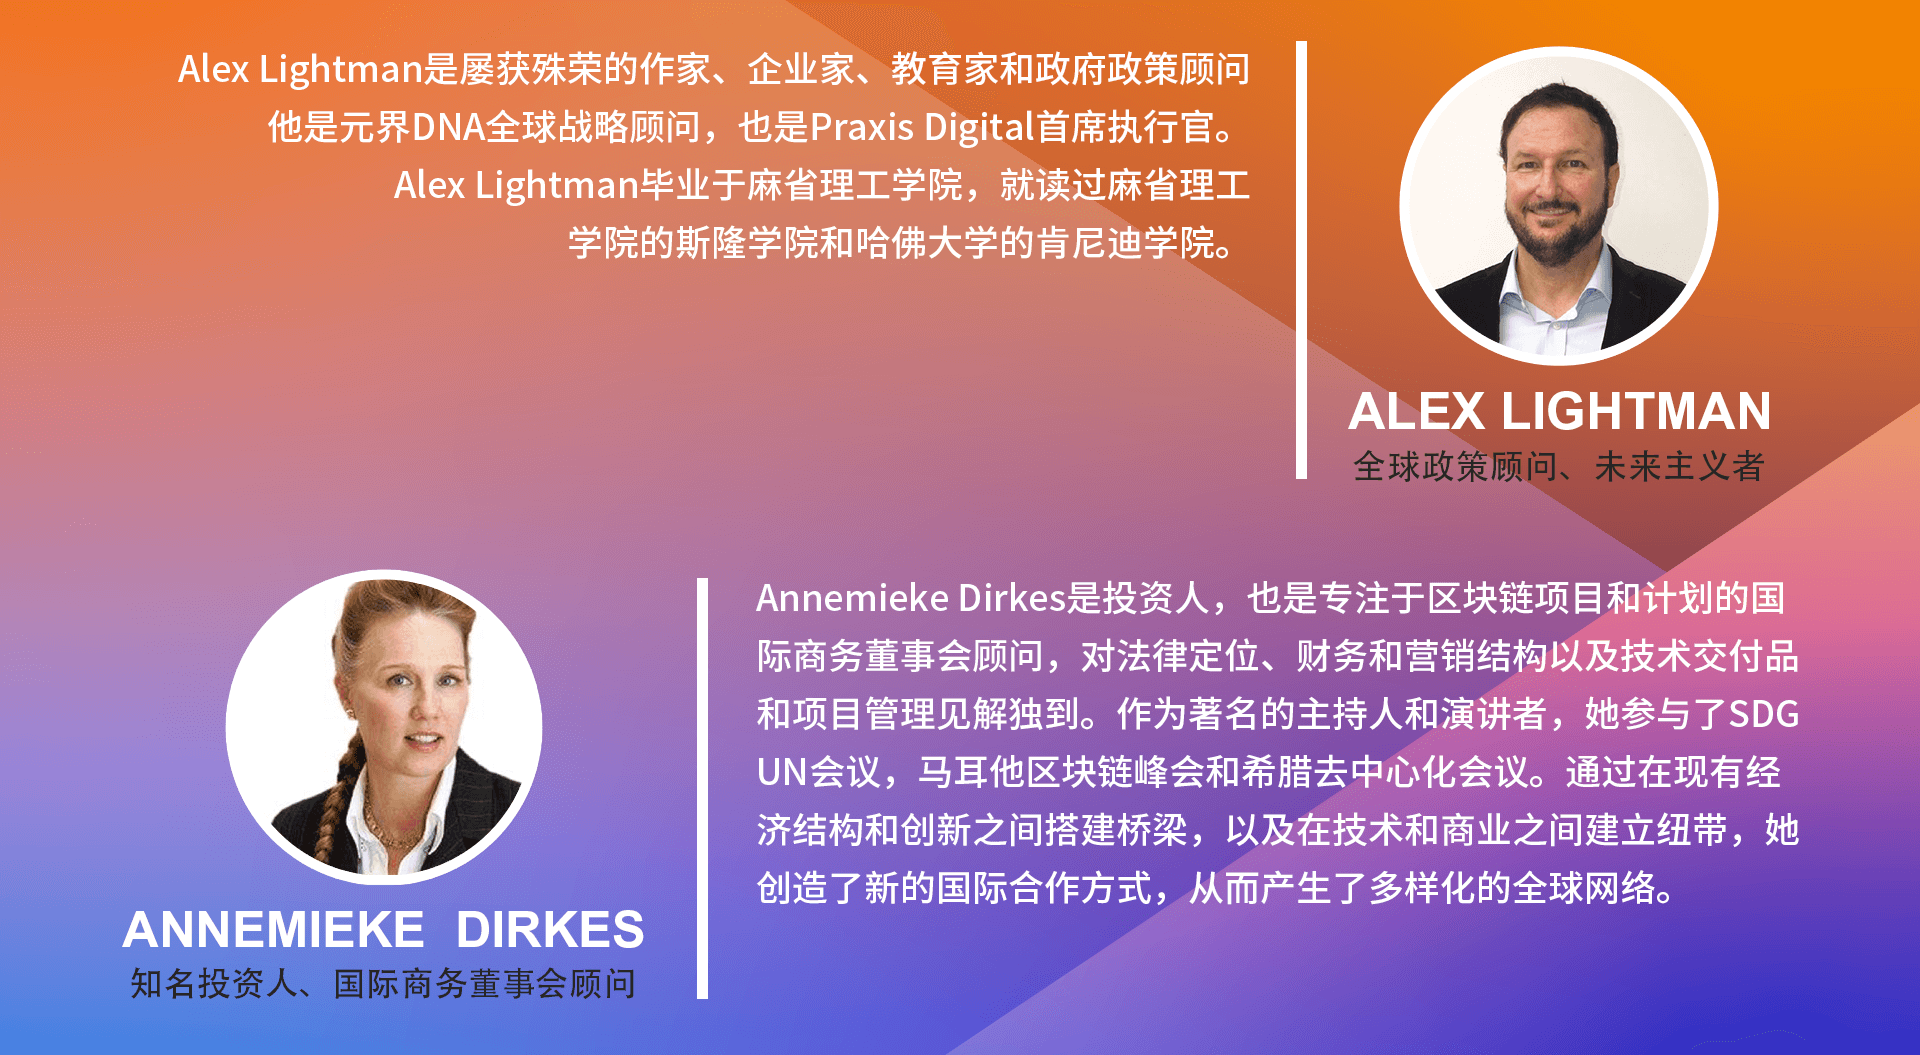 Alex Lightman是屡获殊荣的作家、企业家、教育家和政府政策顾问
他是元界DNA全球战略顾问，也是Praxis Digital首席执行官。
Alex Lightman毕业于麻省理工学院，就读过麻省理工
学院的斯隆学院和哈佛大学的肯尼迪学院。
ALEX LIGHTMAN
全球政策顾问、未来主义者
Annemieke Dirkes是投资人，也是专注于区块链项目和计划的国
际商务董事会顾问，对法律定位、财务和营销结构以及技术交付品
和项目管理见解独到。作为著名的主持人和演讲者，她参与了SDG
UN会议，马耳他区块链峰会和希腊去中心化会议。通过在现有经
济结构和创新之间搭建桥梁，以及在技术和商业之间建立纽带，她
创造了新的国际合作方式，从而产生了多样化的全球网络。
ANNEMIEKE DIRKES
知名投资人、国际商务董事会顾问